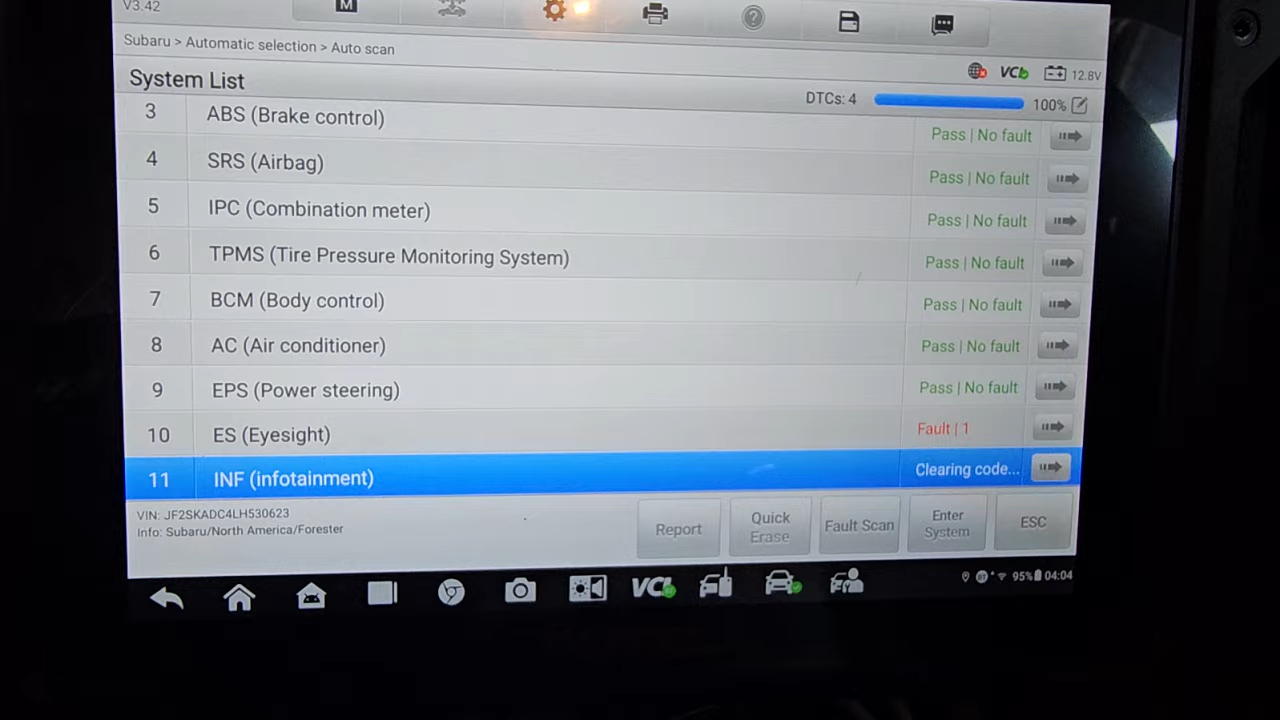 V3.42
M
Subaru > Automatic selection > Auto scan
VCI 12.8V
System List
DTCs: 4 100%
3 ABS (Brake control) Pass | No fault
4 SRS (Airbag) Pass | No fault
5 IPC (Combination meter) Pass | No fault
6 TPMS (Tire Pressure Monitoring System) Pass | No fault
7 BCM (Body control) Pass | No fault
8 AC (Air conditioner) Pass | No fault
9 EPS (Power steering) Pass | No fault
10 ES (Eyesight) Fault | 1
11 INF (infotainment) Clearing code...
VIN: JF2SKADC4LH530623
Info: Subaru/North America/Forester
Report
Quick Erase
Fault Scan
Enter System
ESC
VCI
95% 04:04